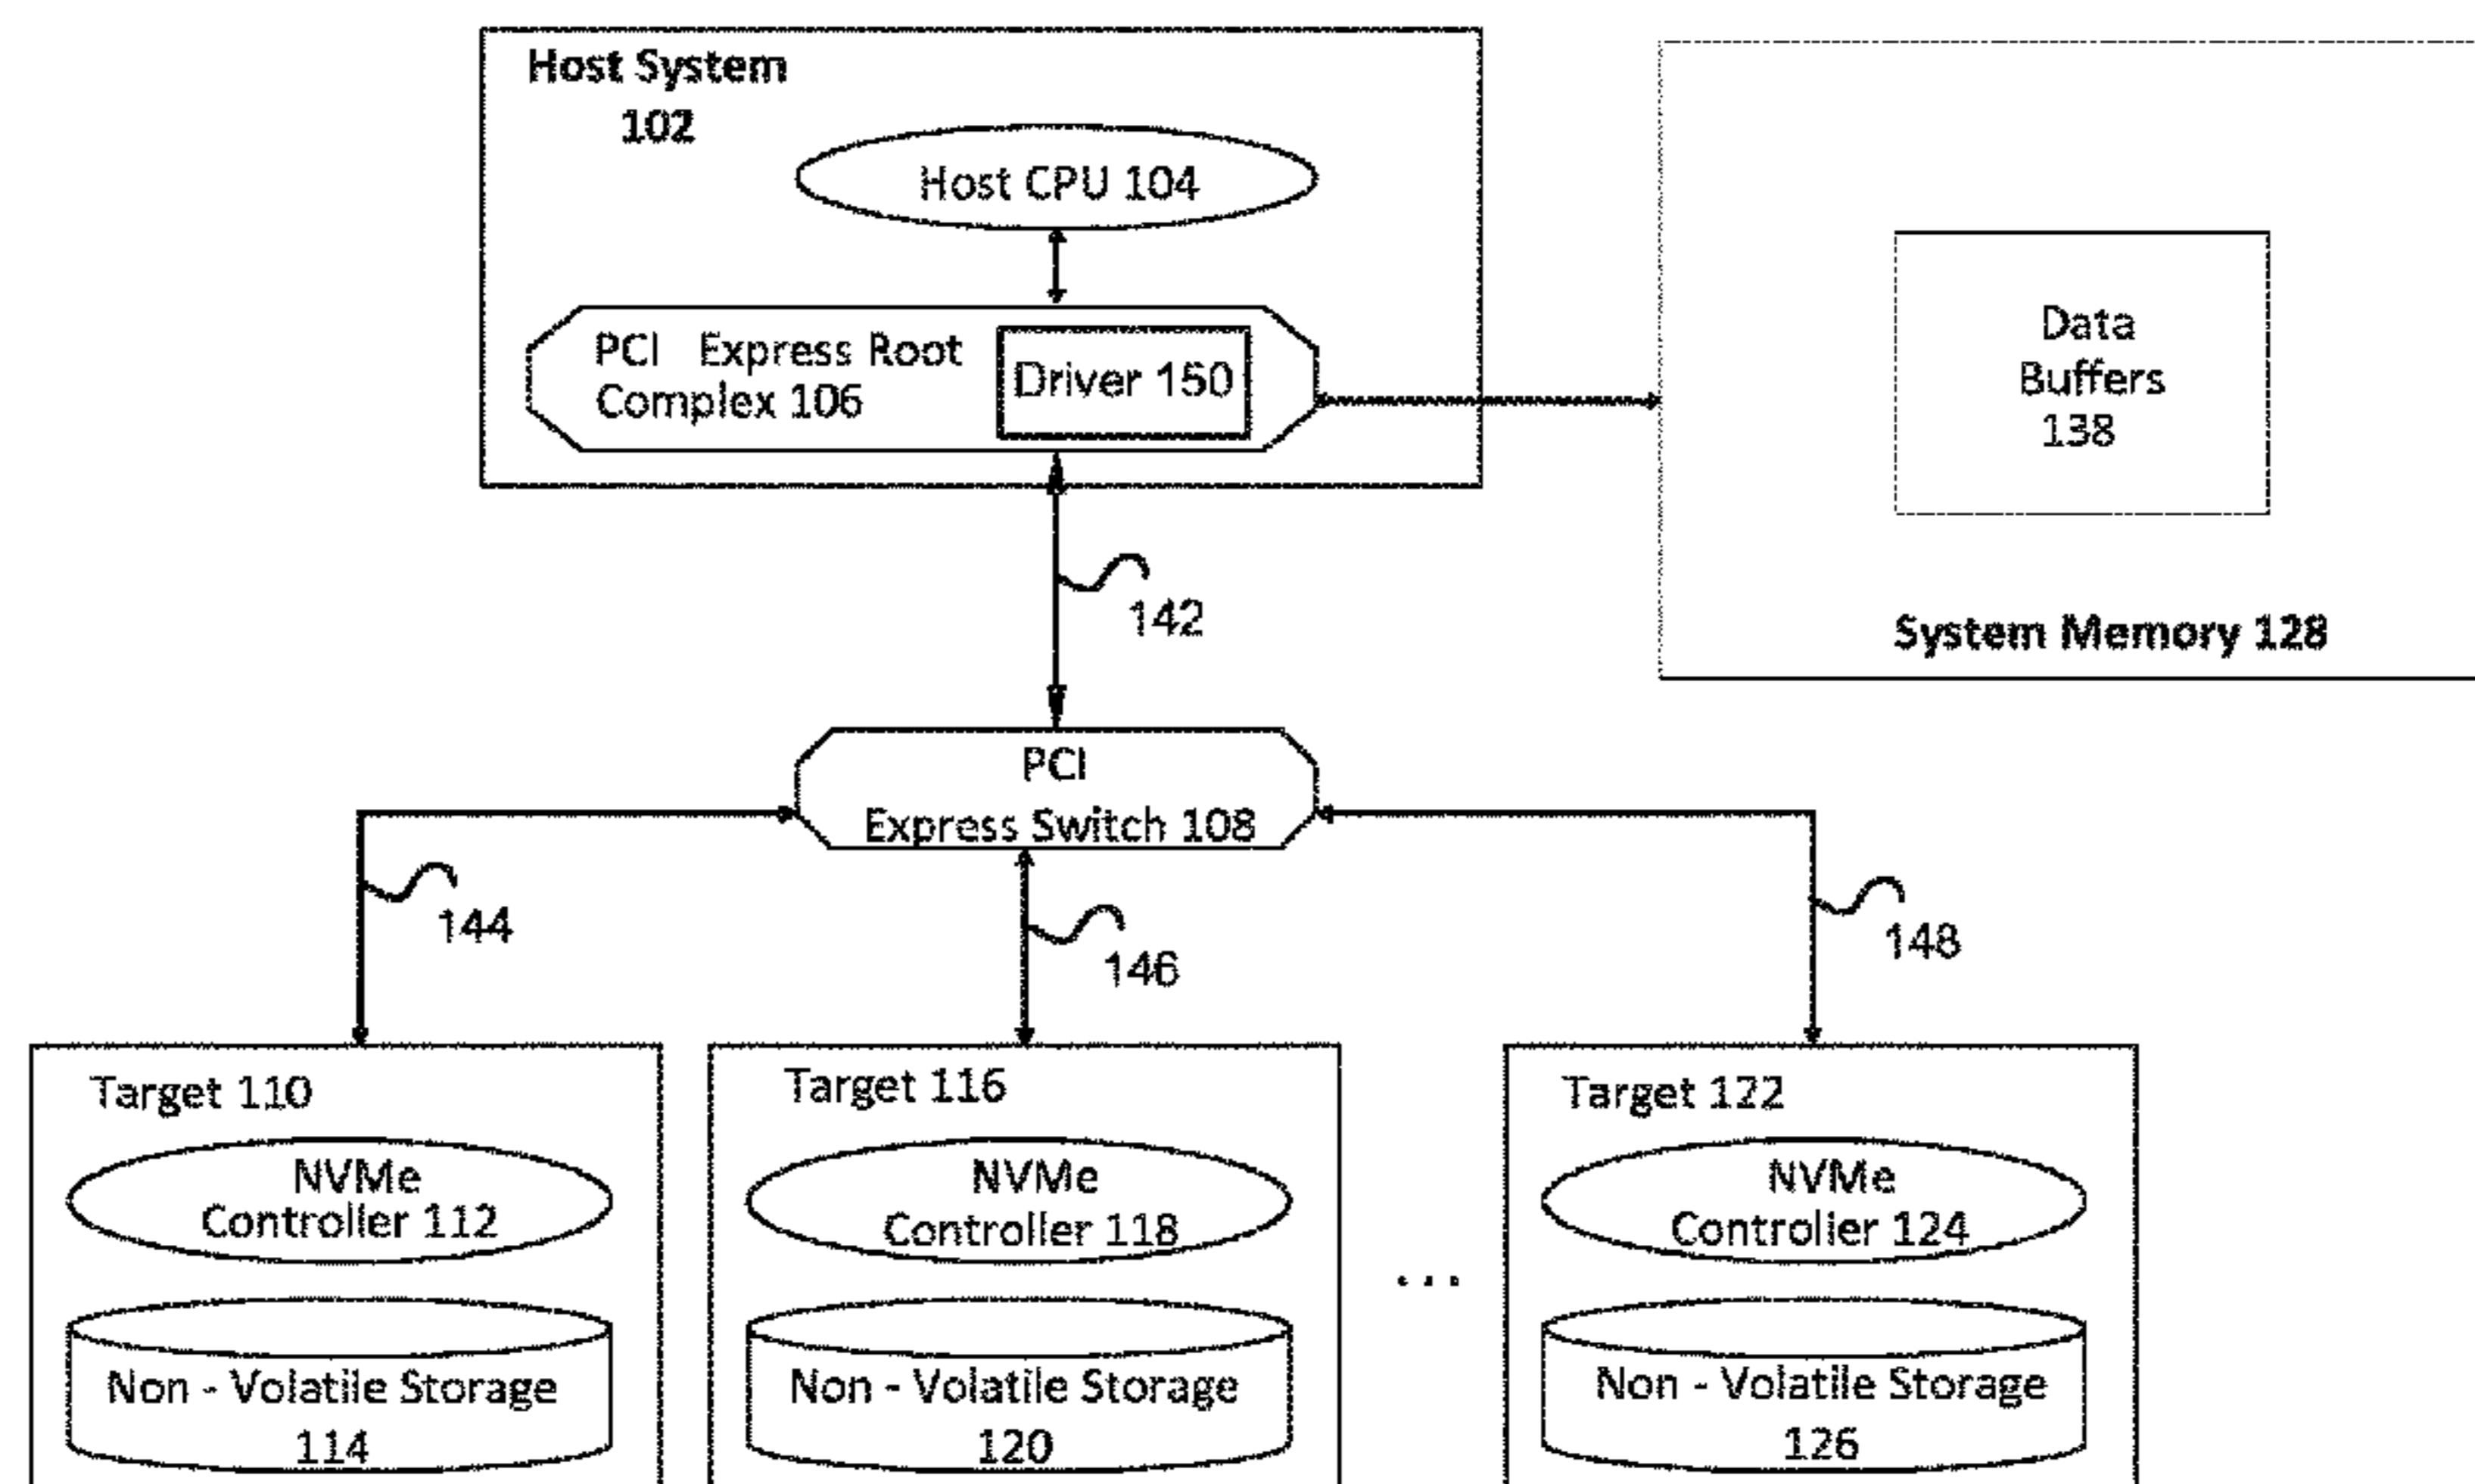 Host System
102
Host CPU 104
PCI Express Root
Complex 106
Driver 150
Data
Buffers
138
System Memory 128
142
PCI
Express Switch 108
144
146
148
Target 110
NVMe
Controller 112
Non - Volatile Storage
114
Target 116
NVMe
Controller 118
Non - Volatile Storage
120
...
Target 122
NVMe
Controller 124
Non - Volatile Storage
126